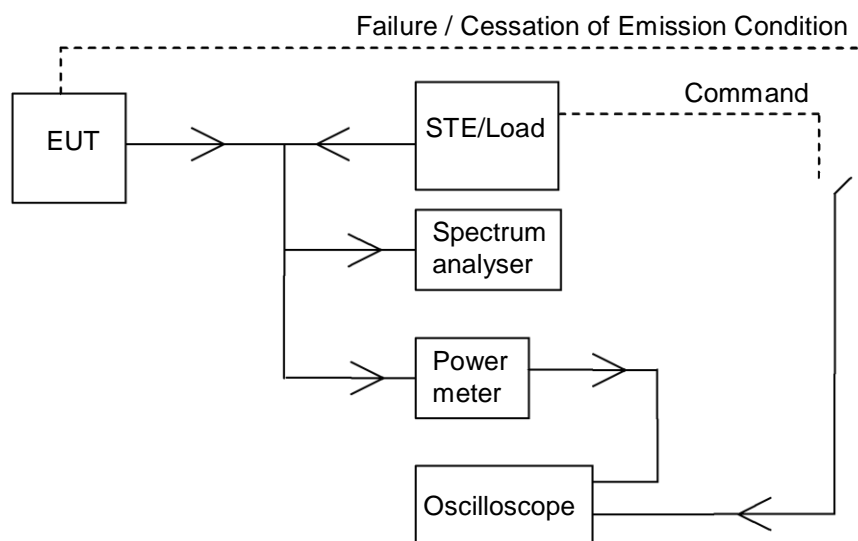 Failure / Cessation of Emission Condition
EUT
STE/Load
Command
Spectrum
analyser
Power
meter
Oscilloscope